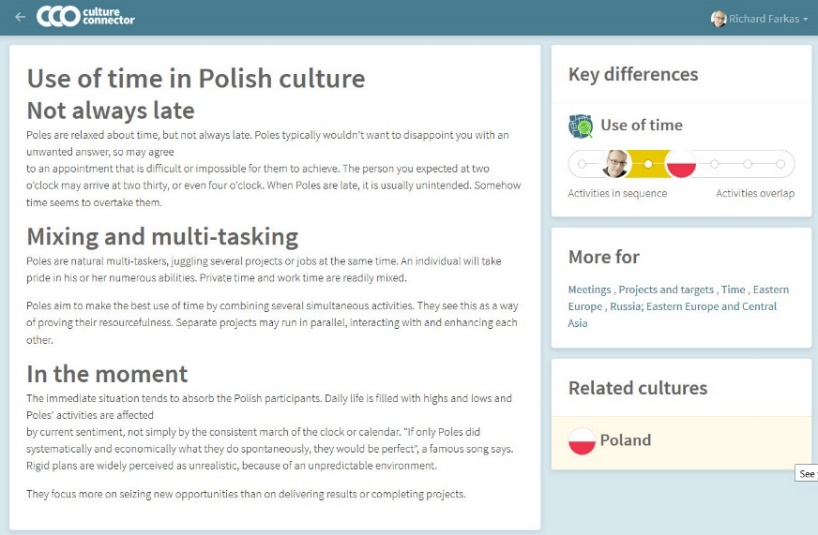 culture
connector
Richard Farkas
Use of time in Polish culture
Not always late
Poles are relaxed about time, but not always late. Poles typically wouldn't want to disappoint you with an
unwanted answer, so may agree
to an appointment that is difficult or impossible for them to achieve. The person you expected at two
o'clock may arrive at two thirty, or even four o'clock. When Poles are late, it is usually unintended. Somehow
time seems to overtake them.
Mixing and multi-tasking
Poles are natural multi-taskers, juggling several projects or jobs at the same time. An individual will take
pride in his or her numerous abilities. Private time and work time are readily mixed.
Poles aim to make the best use of time by combining several simultaneous activities. They see this as a way
of proving their resourcefulness. Separate projects may run in parallel, interacting with and enhancing each
other.
In the moment
The immediate situation tends to absorb the Polish participants. Daily life is filled with highs and lows and
Poles' activities are affected
by current sentiment, not simply by the consistent march of the clock or calendar. "If only Poles did
systematically and economically what they do spontaneously, they would be perfect", a famous song says.
Rigid plans are widely perceived as unrealistic, because of an unpredictable environment.
They focus more on seizing new opportunities than on delivering results or completing projects.
Key differences
Use of time
Activities in sequence
Activities overlap
More for
Meetings , Projects and targets , Time , Eastern
Europe , Russia; Eastern Europe and Central
Asia
Related cultures
Poland
See